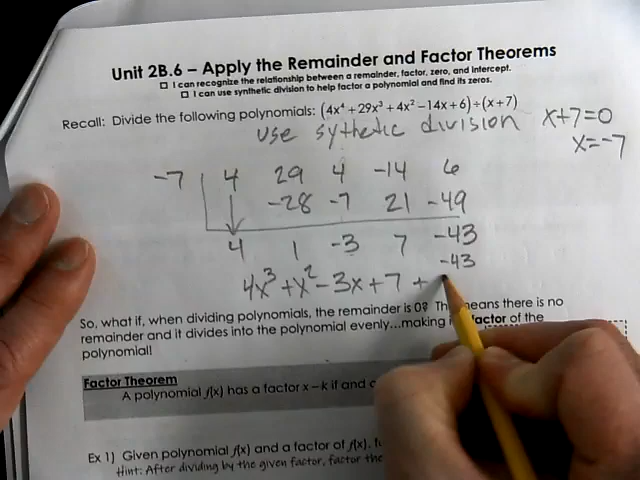 Unit 2B.6 – Apply the Remainder and Factor Theorems
☐ I can recognize the relationship between a remainder, factor, zero, and intercept.
☐ I can use synthetic division to help factor a polynomial and find its zeros.
Recall: Divide the following polynomials: (4x⁴ + 29x³ + 4x² − 14x + 6) ÷ (x + 7)
use sythetic division
x+7=0
x=-7
-7 4 29 4 -14 6
-28 -7 21 -49
4 1 -3 7 -43
-43
4x³ + x² - 3x + 7 +
So, what if, when dividing polynomials, the remainder is 0? means there is no
remainder and it divides into the polynomial evenly...making factor of the
polynomial!
Factor Theorem
A polynomial f(x) has a factor x – k if and
Ex 1) Given polynomial f(x) and a factor of f(x),
Hint: After dividing by the given factor, factor the